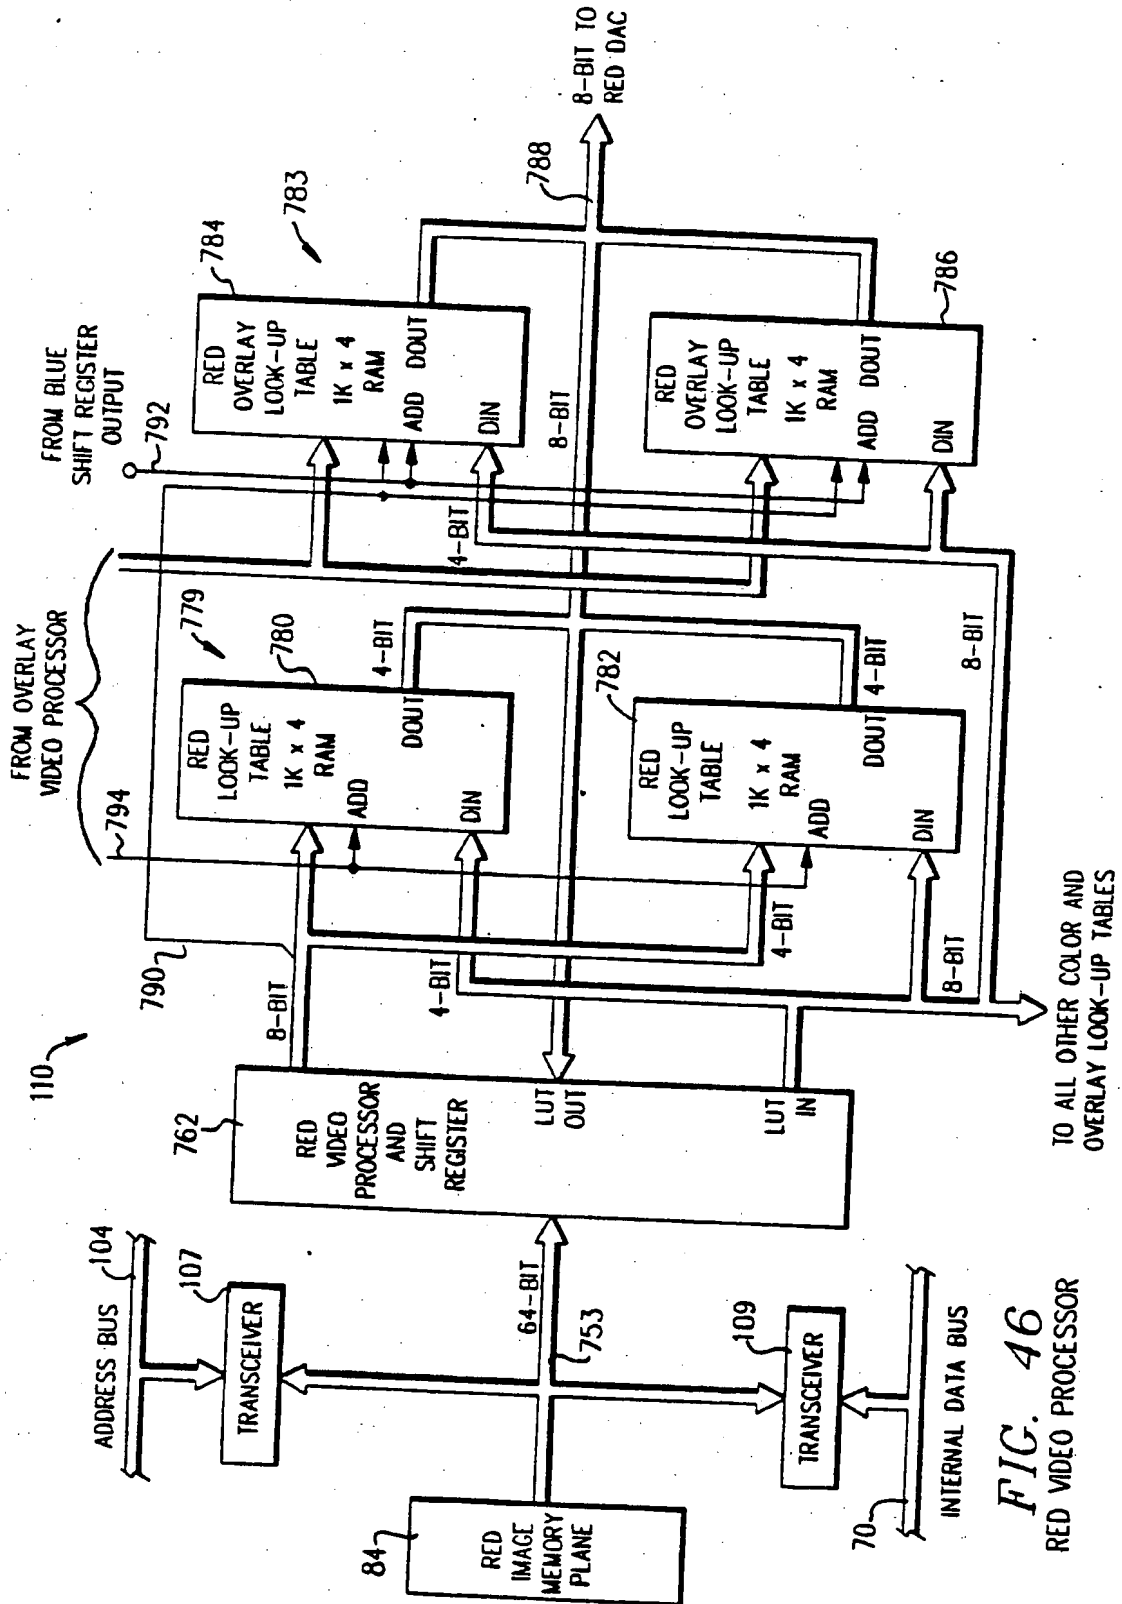 110
FROM OVERLAY
VIDEO PROCESSOR
FROM BLUE
SHIFT REGISTER
OUTPUT
792
794
790
779
780
783
784
ADDRESS BUS
104
107
TRANSCEIVER
762
RED
VIDEO
PROCESSOR
AND
SHIFT
REGISTER
LUT
OUT
LUT
IN
8-BIT
RED
LOOK-UP
TABLE
1K x 4
RAM
ADD
DOUT
DIN
4-BIT
4-BIT
RED
OVERLAY
LOOK-UP
TABLE
1K x 4
RAM
ADD DOUT
DIN
4-BIT
8-BIT
788
8-BIT TO
RED DAC
84
RED
IMAGE
MEMORY
PLANE
64-BIT
753
109
TRANSCEIVER
70
INTERNAL DATA BUS
782
RED
LOOK-UP
TABLE
1K x 4
RAM
ADD
DOUT
DIN
4-BIT
4-BIT
8-BIT
8-BIT
786
RED
OVERLAY
LOOK-UP
TABLE
1K x 4
RAM
ADD DOUT
DIN
TO ALL OTHER COLOR AND
OVERLAY LOOK-UP TABLES
FIG. 46
RED VIDEO PROCESSOR